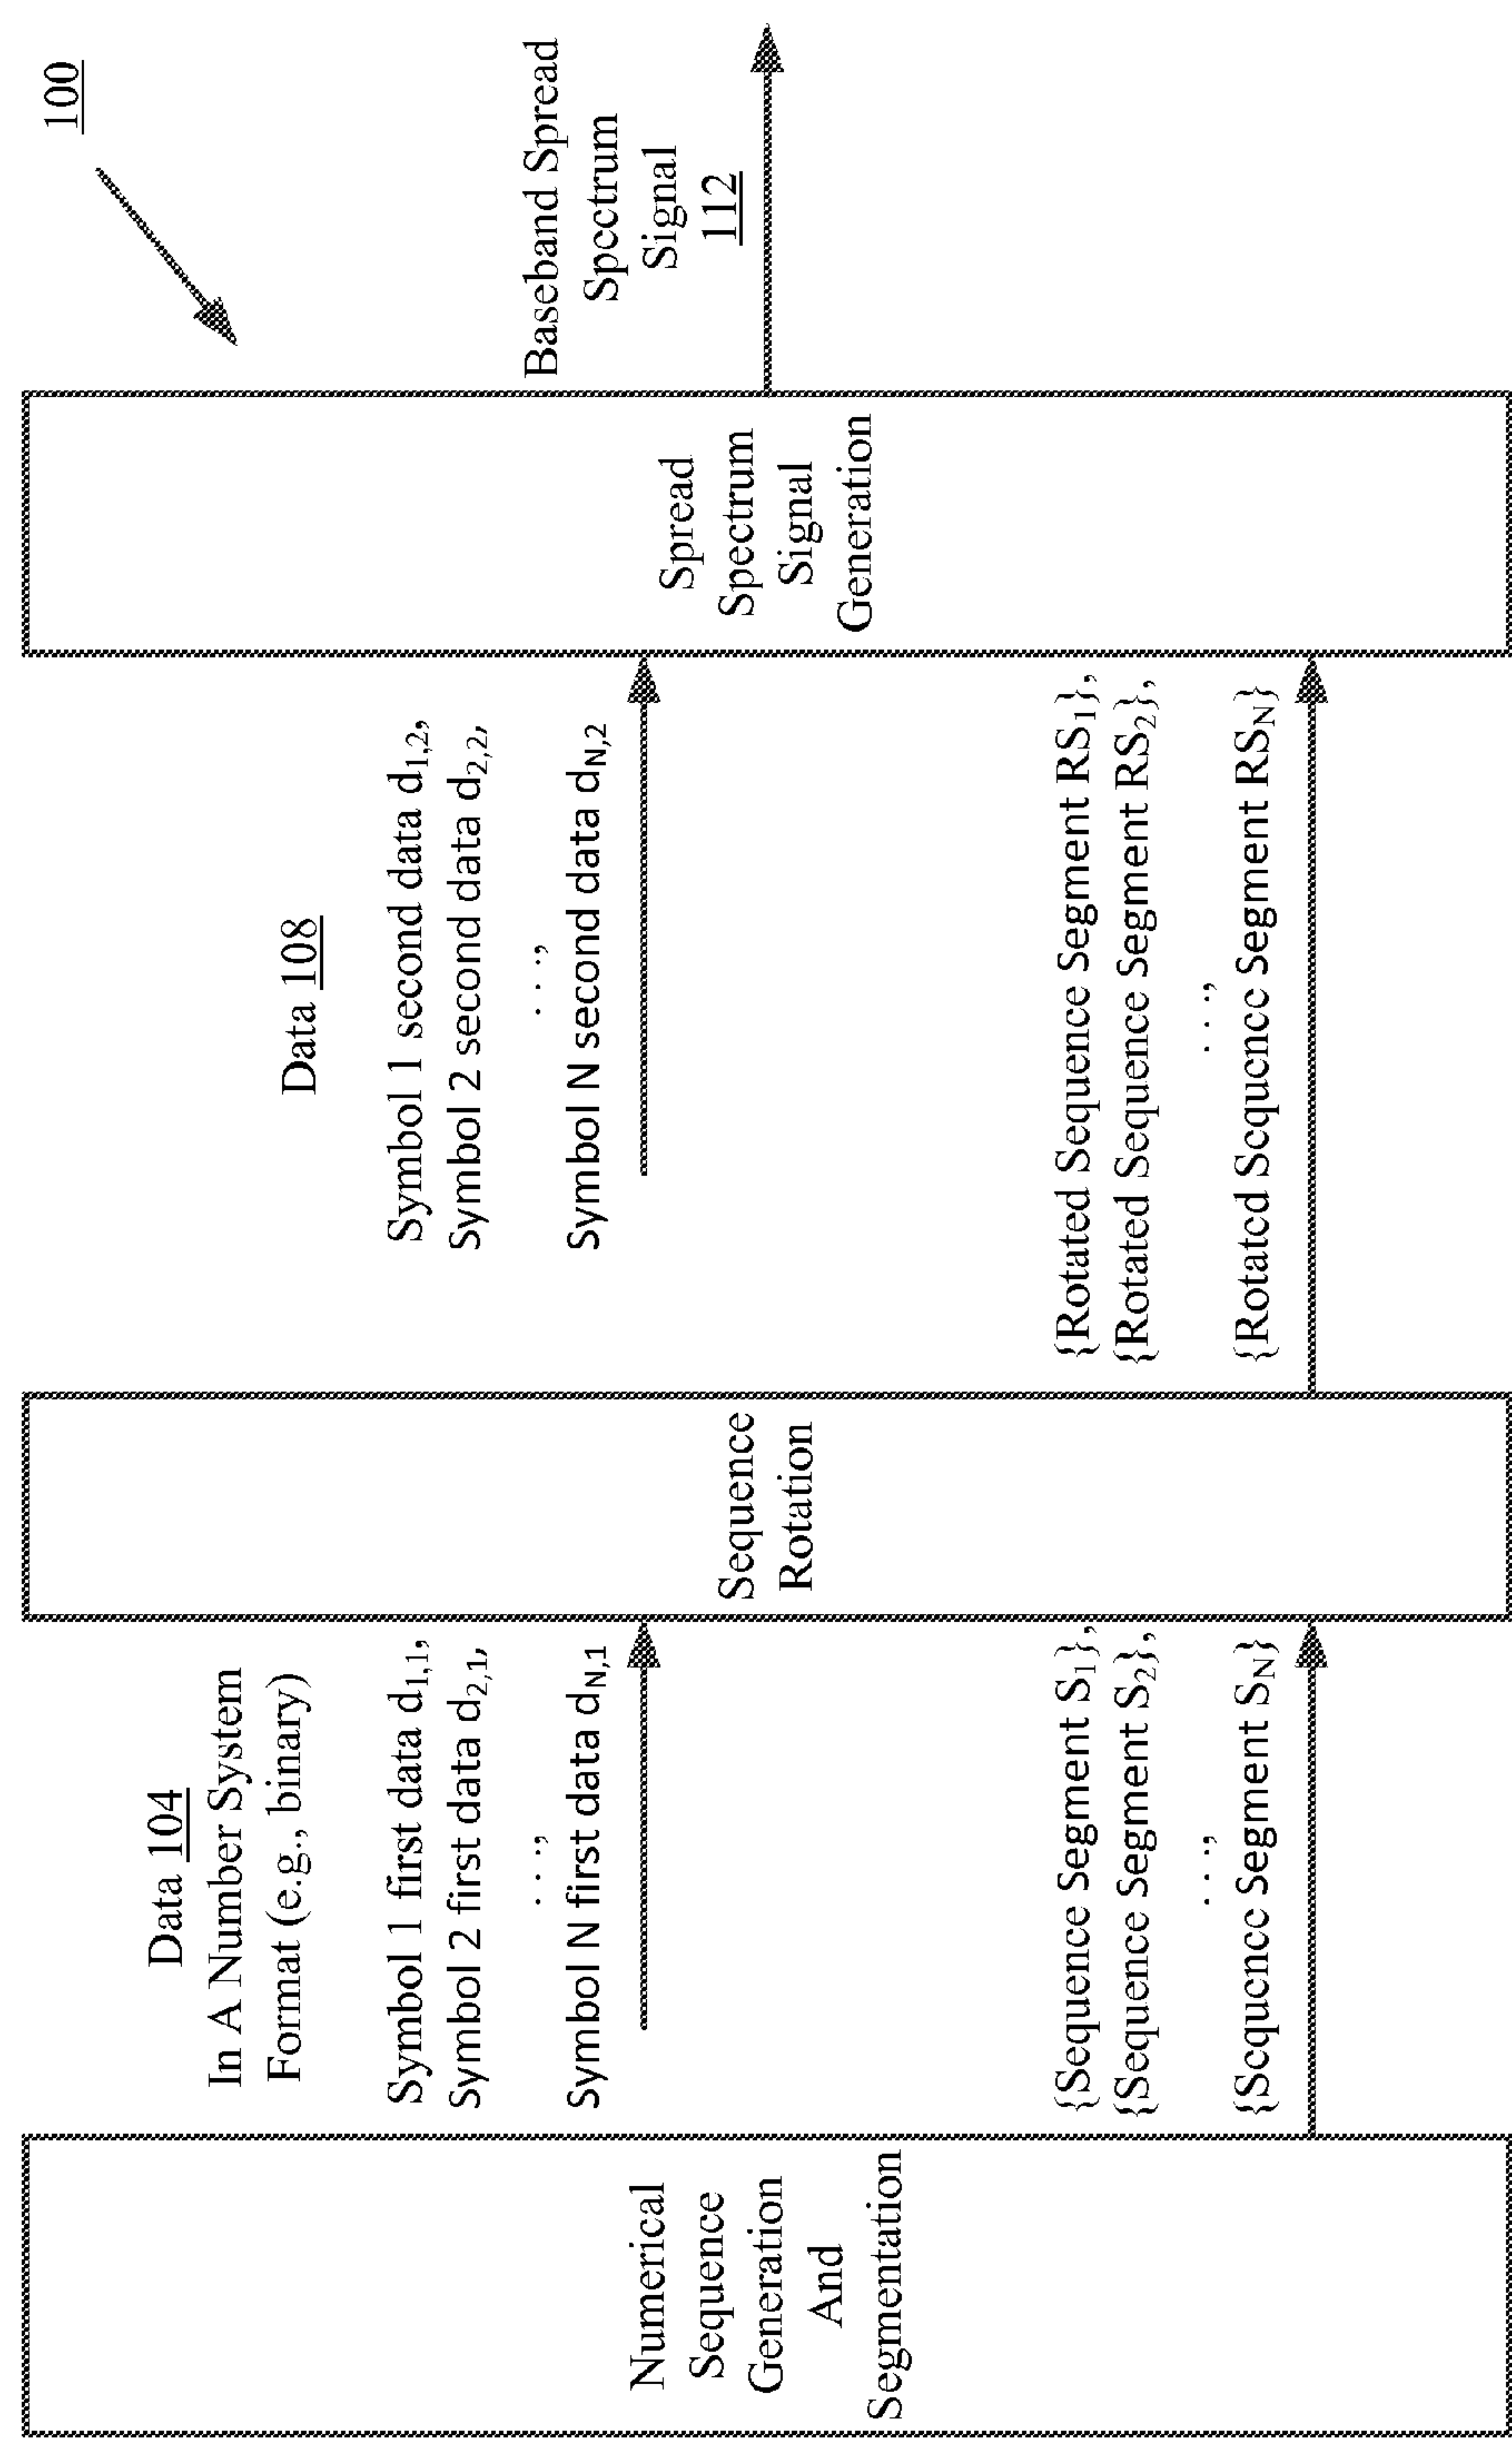 100
Numerical
Sequence
Generation
And
Segmentation
Data 104
In A Number System
Format (e.g., binary)
Symbol 1 first data d1,1,
Symbol 2 first data d2,1,
. . .,
Symbol N first data dN,1
{Sequence Segment S1},
{Sequence Segment S2},
. . .,
{Sequence Segment SN}
Sequence
Rotation
Data 108
Symbol 1 second data d1,2,
Symbol 2 second data d2,2,
. . .,
Symbol N second data dN,2
{Rotated Sequence Segment RS1},
{Rotated Sequence Segment RS2},
. . .,
{Rotated Sequence Segment RSN}
Spread
Spectrum
Signal
Generation
Baseband Spread
Spectrum
Signal
112